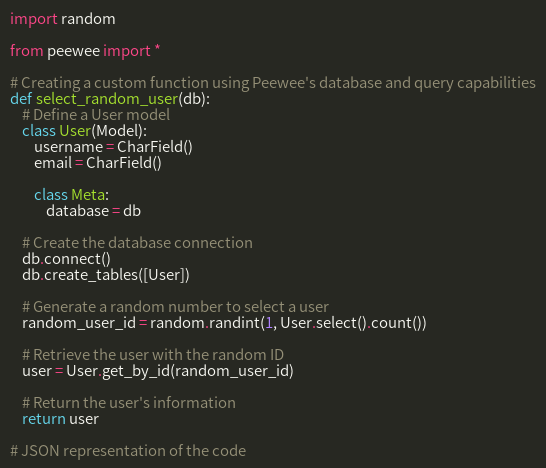 import random
from peewee import *
# Creating a custom function using Peewee's database and query capabilities
def select_random_user(db):
# Define a User model
class User(Model):
username = CharField()
email = CharField()
class Meta:
database = db
# Create the database connection
db.connect()
db.create_tables([User])
# Generate a random number to select a user
random_user_id = random.randint(1, User.select().count())
# Retrieve the user with the random ID
user = User.get_by_id(random_user_id)
# Return the user's information
return user
# JSON representation of the code